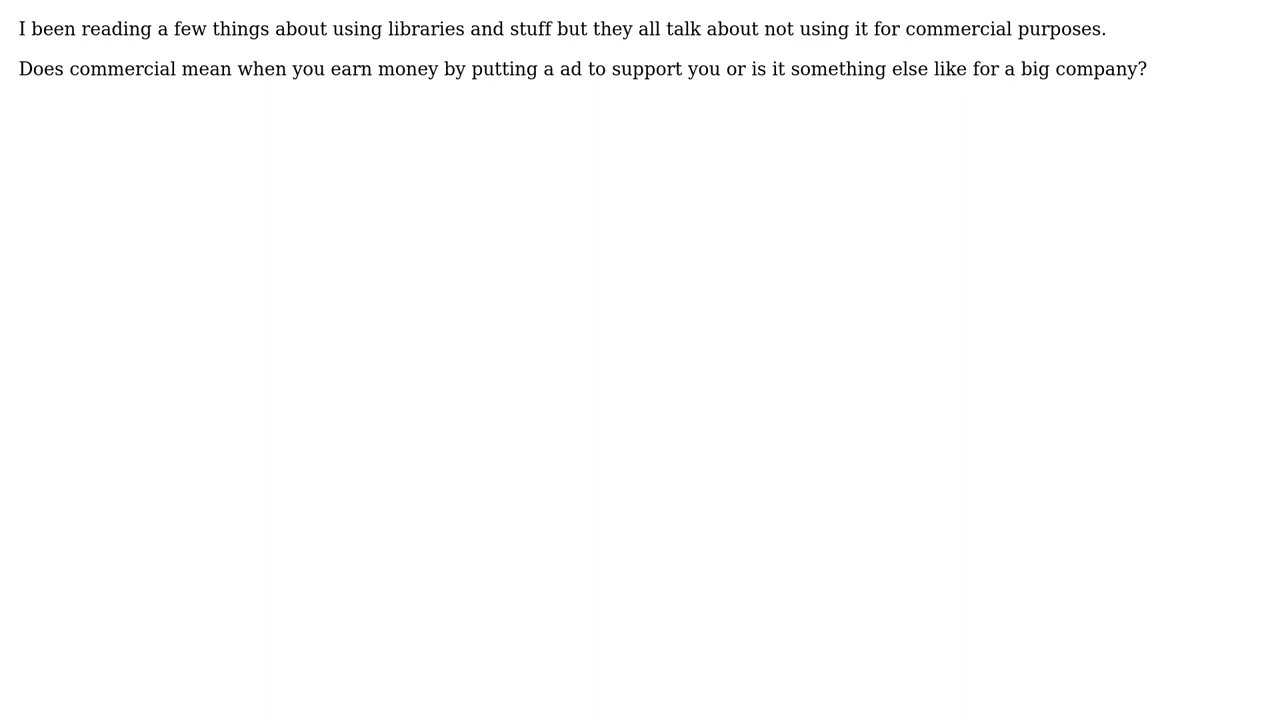 I been reading a few things about using libraries and stuff but they all talk about not using it for commercial purposes.
Does commercial mean when you earn money by putting a ad to support you or is it something else like for a big company?